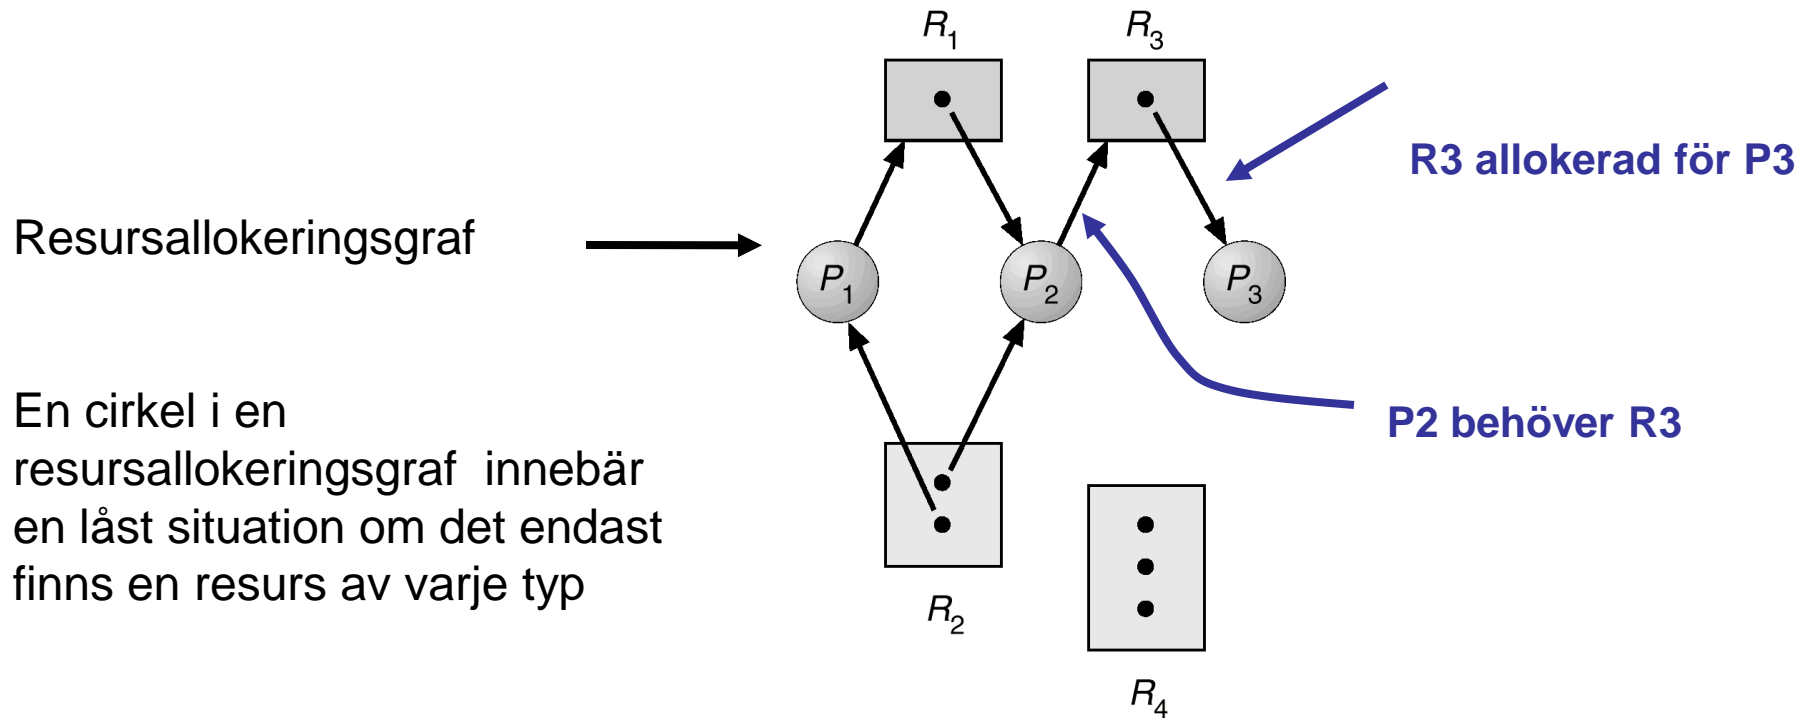 R1
R3
R3 allokerad för P3
Resursallokeringsgraf
P1
P2
P3
En cirkel i en
resursallokeringsgraf innebär
en låst situation om det endast
finns en resurs av varje typ
P2 behöver R3
R2
R4